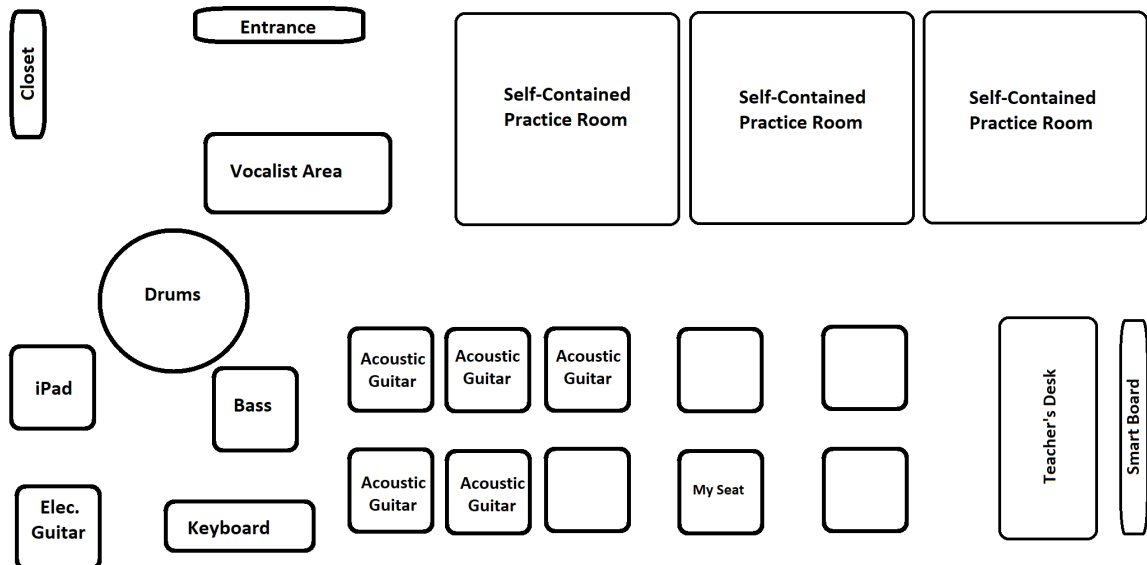 Closet
Entrance
Self-Contained
Practice Room
Self-Contained
Practice Room
Self-Contained
Practice Room
Vocalist Area
Drums
iPad
Bass
Acoustic
Guitar
Acoustic
Guitar
Acoustic
Guitar
Teacher's Desk
Smart Board
Elec.
Guitar
Keyboard
Acoustic
Guitar
Acoustic
Guitar
My Seat